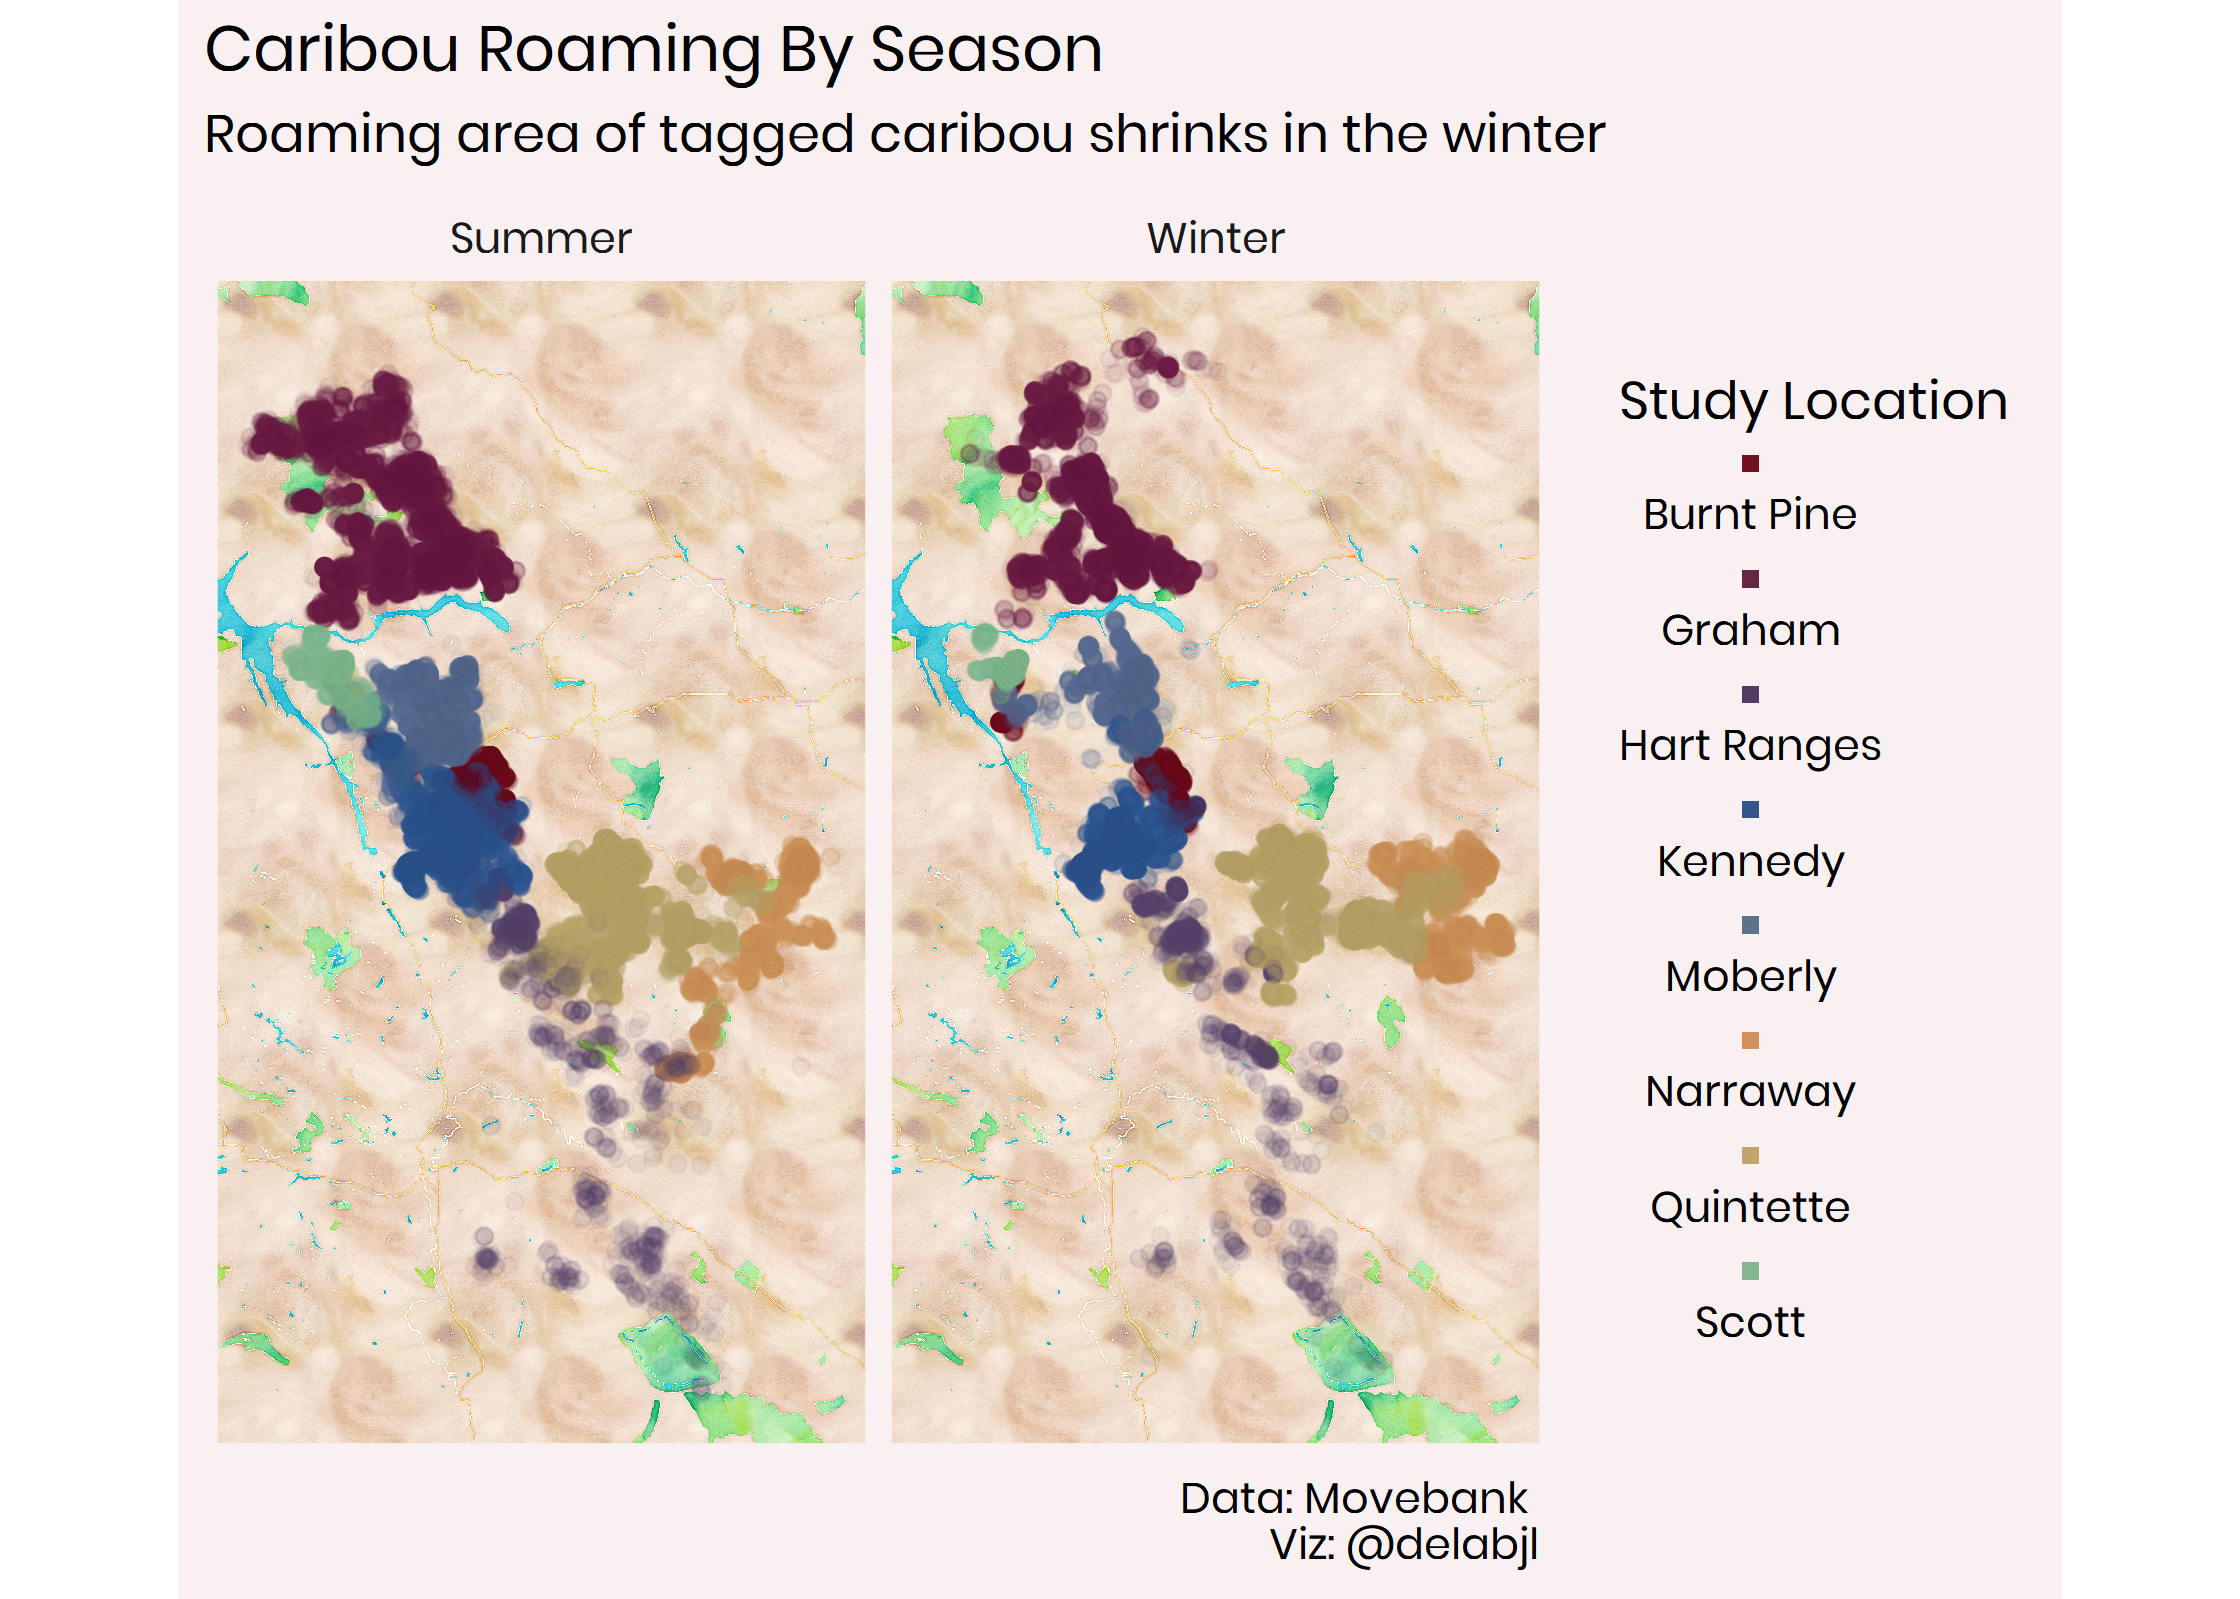 Caribou Roaming By Season
Roaming area of tagged caribou shrinks in the winter
Summer
Winter
Study Location
Burnt Pine
Graham
Hart Ranges
Kennedy
Moberly
Narraway
Quintette
Scott
Data: Movebank
Viz: @delabjl